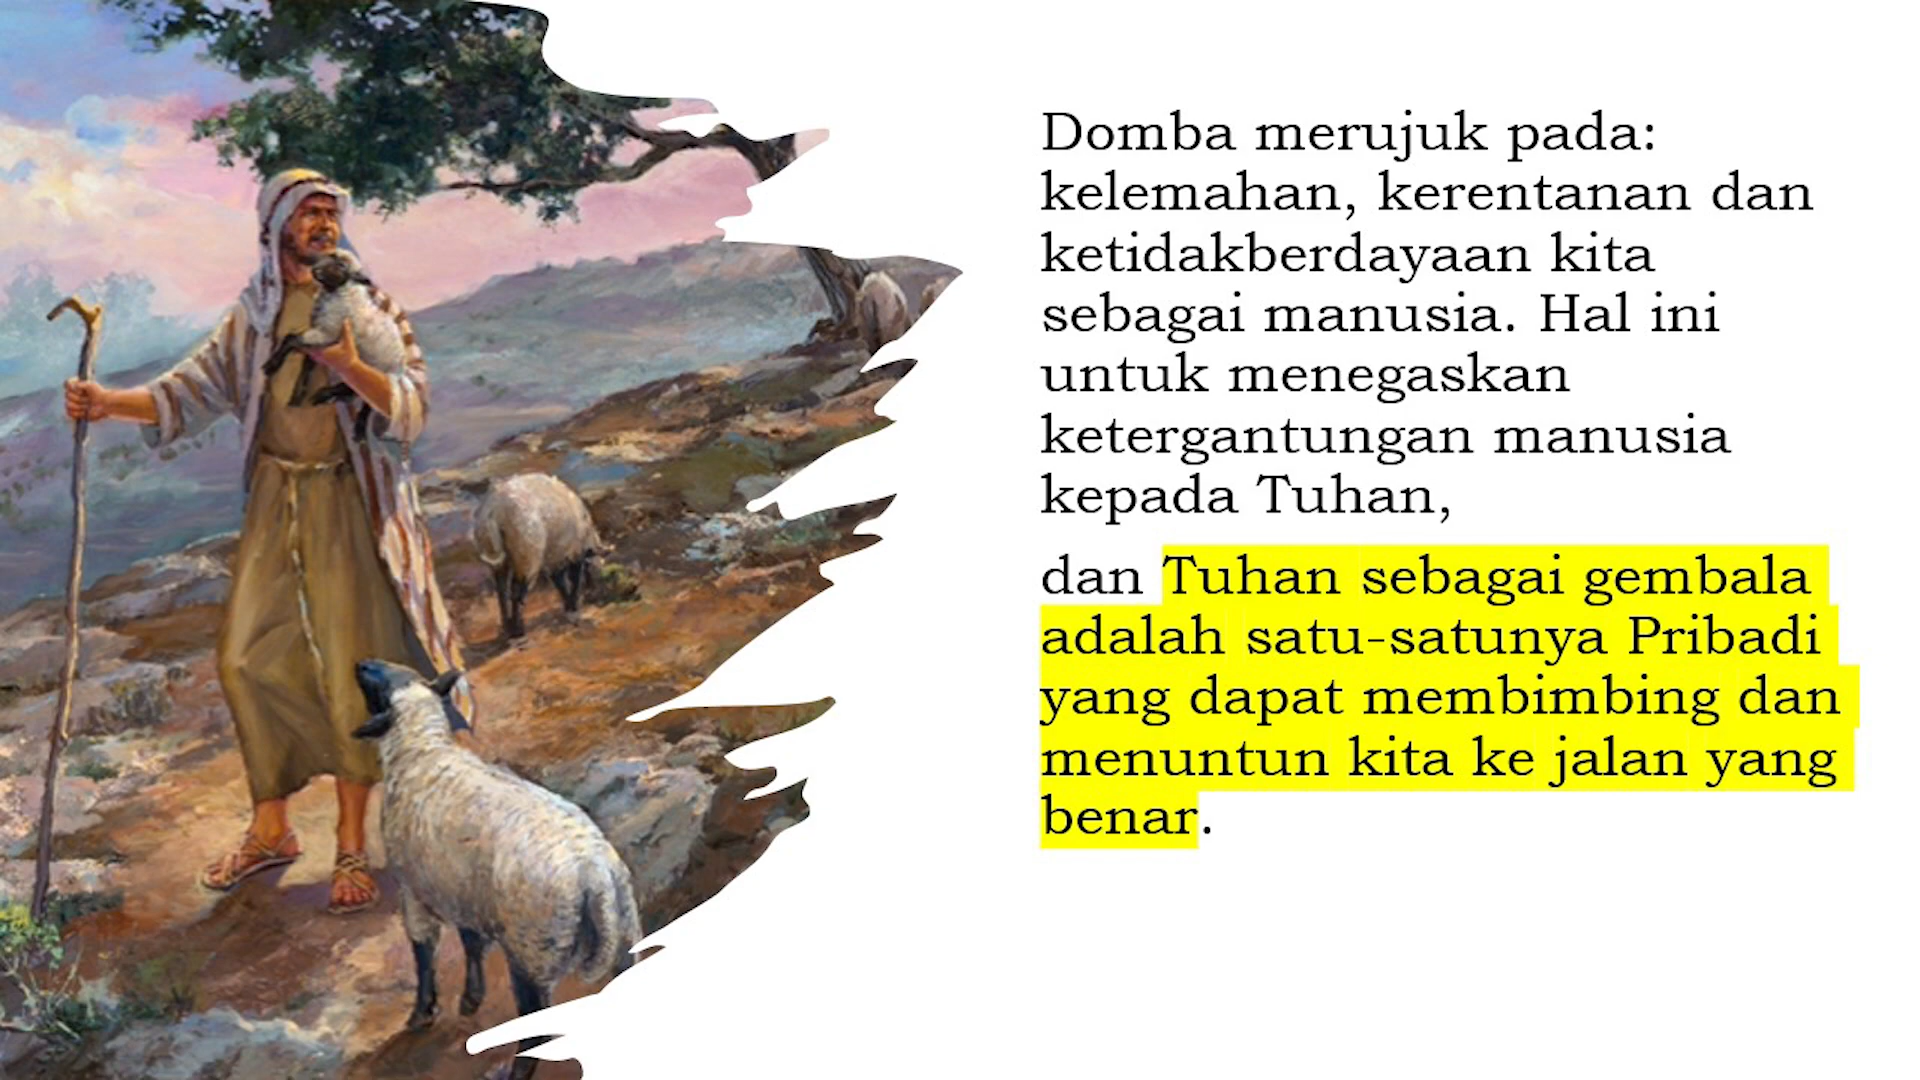 Domba merujuk pada:
kelemahan, kerentanan dan
ketidakberdayaan kita
sebagai manusia. Hal ini
untuk menegaskan
ketergantungan manusia
kepada Tuhan,
dan Tuhan sebagai gembala
adalah satu-satunya Pribadi
yang dapat membimbing dan
menuntun kita ke jalan yang
benar.